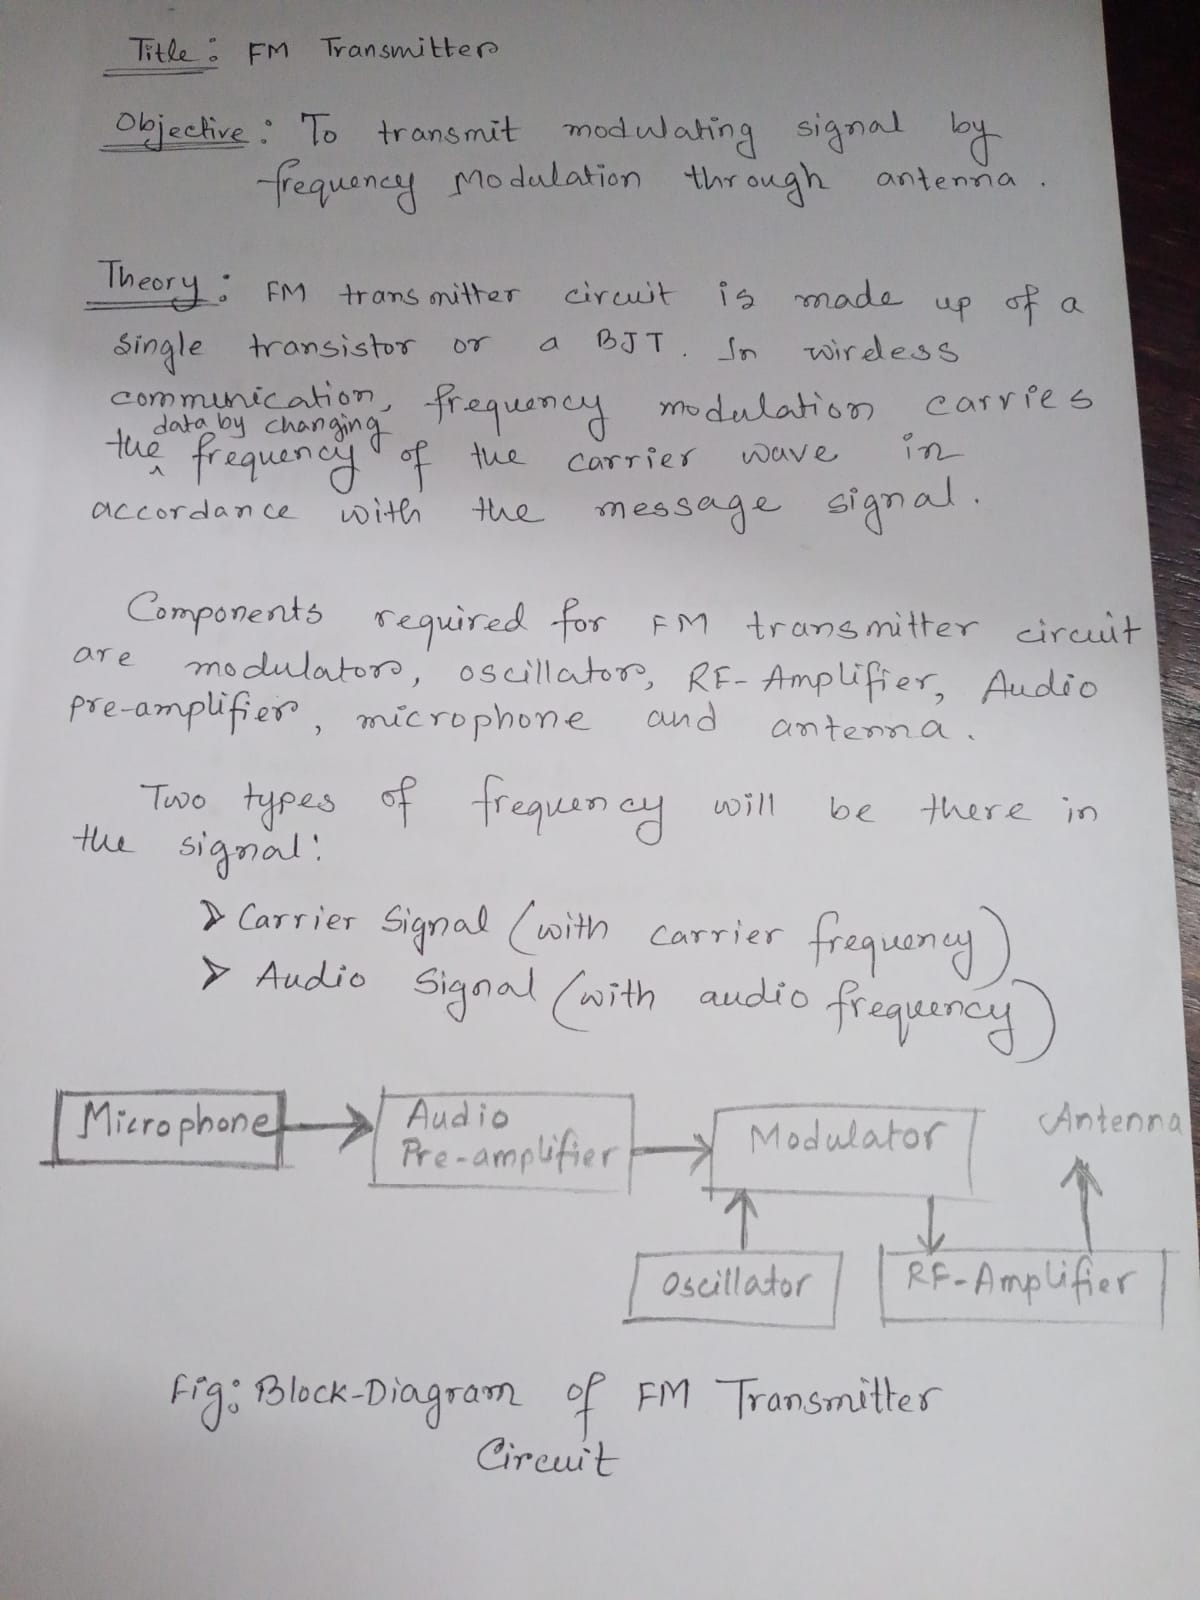 Title: FM Transmitter
Objective: To transmit modulating signal by
frequency Modulation through antenna.
Theory: FM transmitter circuit is made up of a
single transistor or a BJT. In wireless
communication, frequency modulation carries
data by changing
the ^ frequency of the carrier wave in
accordance with the message signal.
Components required for FM transmitter circuit
are modulator, oscillator, RF-Amplifier, Audio
pre-amplifier, microphone and antenna.
Two types of frequency will be there in
the signal:
➢ Carrier Signal (with carrier frequency)
➢ Audio Signal (with audio frequency)
Microphone
Audio
Pre-amplifier
Modulator
Antenna
Oscillator
RF-Amplifier
Fig: Block-Diagram of FM Transmitter
Circuit